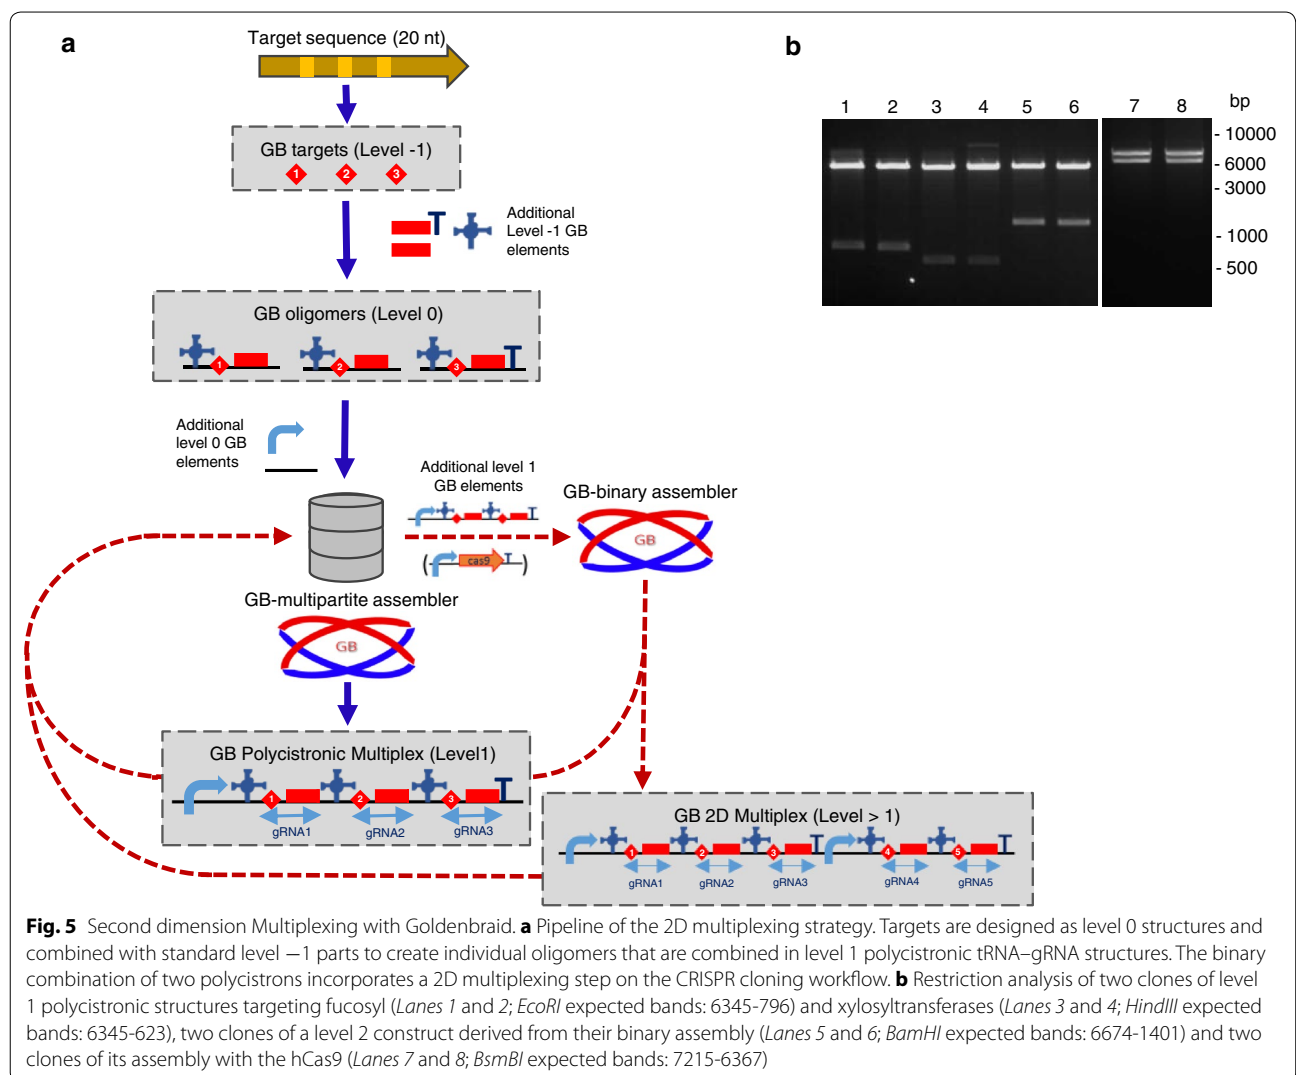 a
Target sequence (20 nt)
GB targets (Level -1)
1 2 3
Additional
Level -1 GB
elements
GB oligomers (Level 0)
1 2 3
Additional
level 0 GB
elements
Additional level 1
GB elements
cas9
GB-binary assembler
GB
GB-multipartite assembler
GB
GB Polycistronic Multiplex (Level1)
1 2 3
gRNA1 gRNA2 gRNA3
GB 2D Multiplex (Level > 1)
1 2 3 4 5
gRNA1 gRNA2 gRNA3 gRNA4 gRNA5
b
1 2 3 4 5 6 7 8 bp
- 10000
- 6000
- 3000
- 1000
- 500
Fig. 5 Second dimension Multiplexing with Goldenbraid. a Pipeline of the 2D multiplexing strategy. Targets are designed as level 0 structures and
combined with standard level −1 parts to create individual oligomers that are combined in level 1 polycistronic tRNA–gRNA structures. The binary
combination of two polycistrons incorporates a 2D multiplexing step on the CRISPR cloning workflow. b Restriction analysis of two clones of level
1 polycistronic structures targeting fucosyl (Lanes 1 and 2; EcoRI expected bands: 6345-796) and xylosyltransferases (Lanes 3 and 4; HindIII expected
bands: 6345-623), two clones of a level 2 construct derived from their binary assembly (Lanes 5 and 6; BamHI expected bands: 6674-1401) and two
clones of its assembly with the hCas9 (Lanes 7 and 8; BsmBI expected bands: 7215-6367)